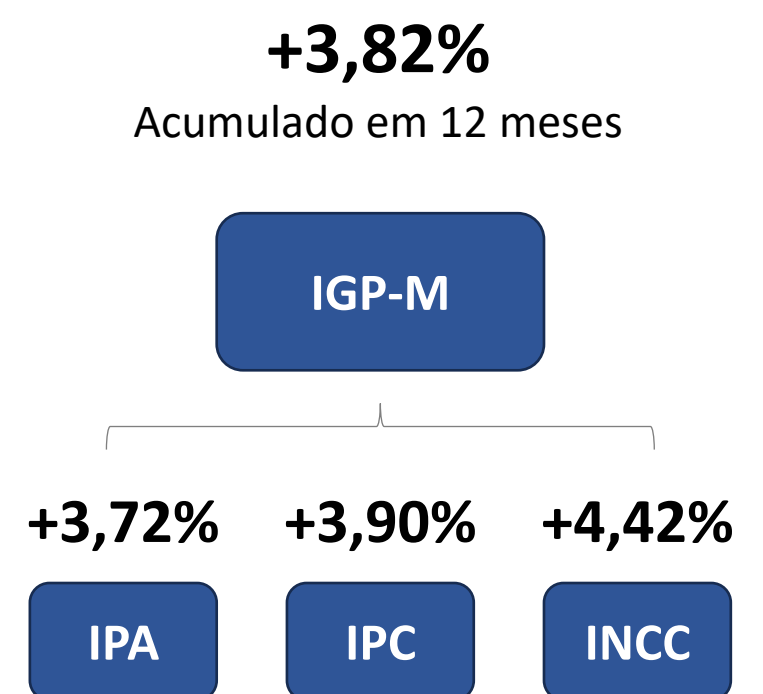 +3,82%
Acumulado em 12 meses
IGP-M
+3,72% +3,90% +4,42%
IPA IPC INCC